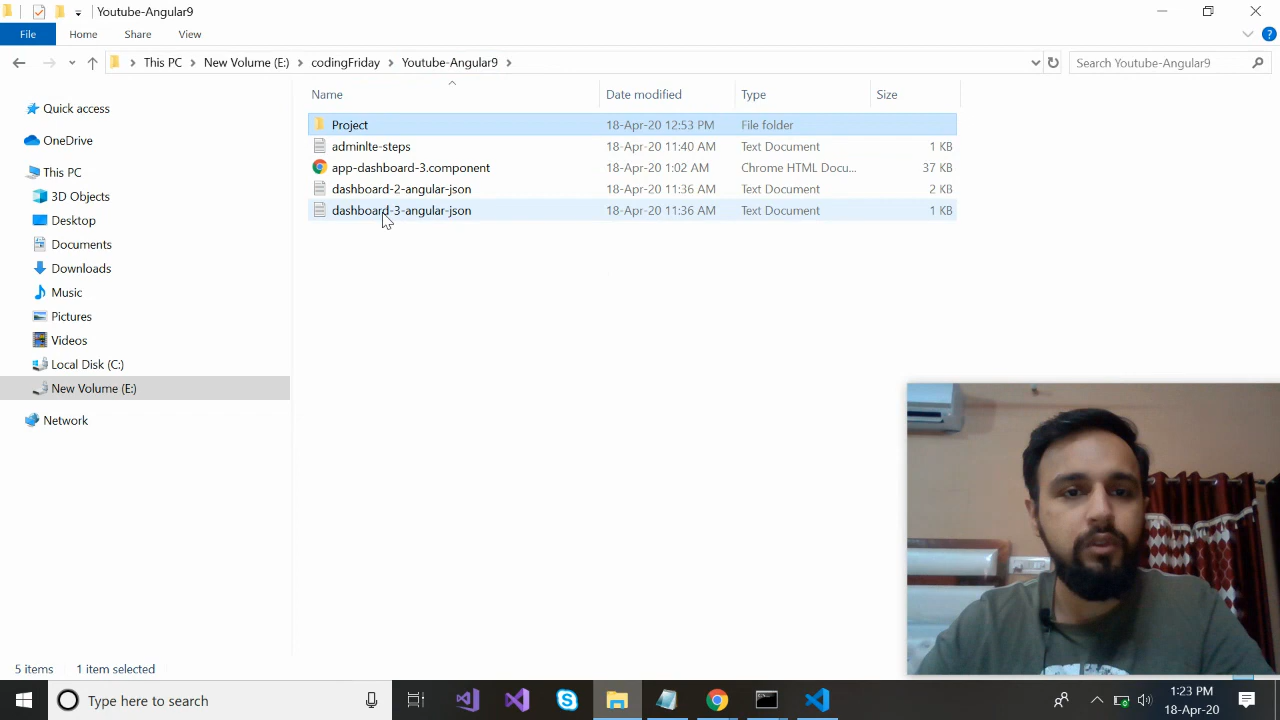 Youtube-Angular9
File Home Share View
This PC New Volume (E:) codingFriday Youtube-Angular9
Search Youtube-Angular9
Name Date modified Type Size
Project 18-Apr-20 12:53 PM File folder
adminlte-steps 18-Apr-20 11:40 AM Text Document 1 KB
app-dashboard-3.component 18-Apr-20 1:02 AM Chrome HTML Docu... 37 KB
dashboard-2-angular-json 18-Apr-20 11:36 AM Text Document 2 KB
dashboard-3-angular-json 18-Apr-20 11:36 AM Text Document 1 KB
Quick access
OneDrive
This PC
3D Objects
Desktop
Documents
Downloads
Music
Pictures
Videos
Local Disk (C:)
New Volume (E:)
Network
5 items 1 item selected
Type here to search
1:23 PM
18-Apr-20